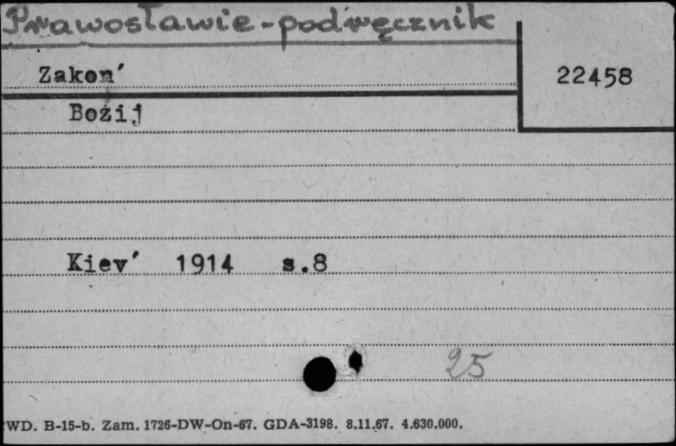 Prawosławie-podręcznik
Zakon´
22458
Bożij
Kiev´ 1914 s.8
25
WD. B-15-b. Zam. 1726-DW-On-67. GDA-3198. 8.11.67. 4.630.000.